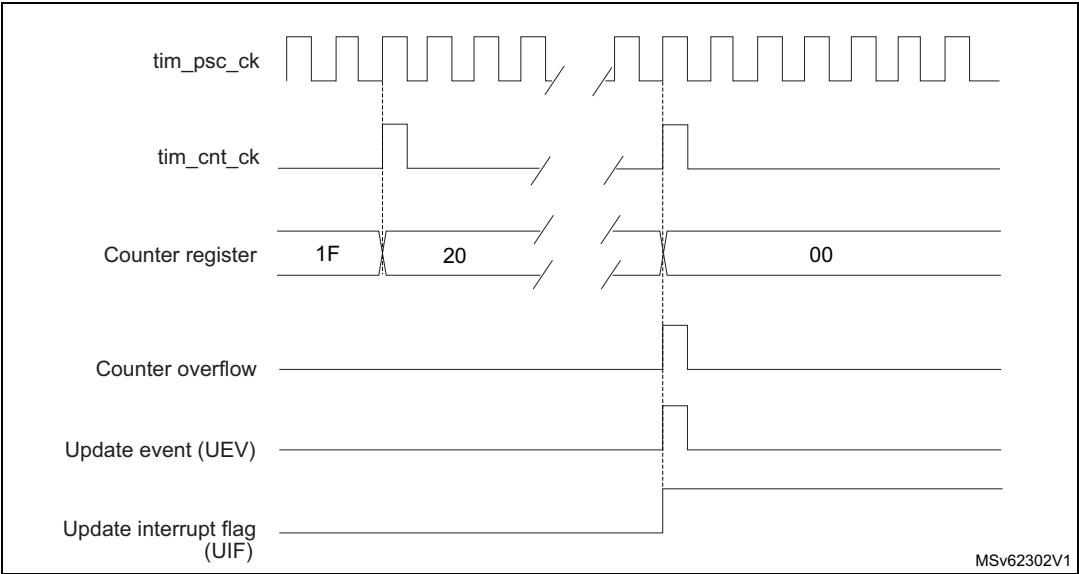 tim_psc_ck
tim_cnt_ck
Counter register
1F
20
00
Counter overflow
Update event (UEV)
Update interrupt flag
(UIF)
MSv62302V1